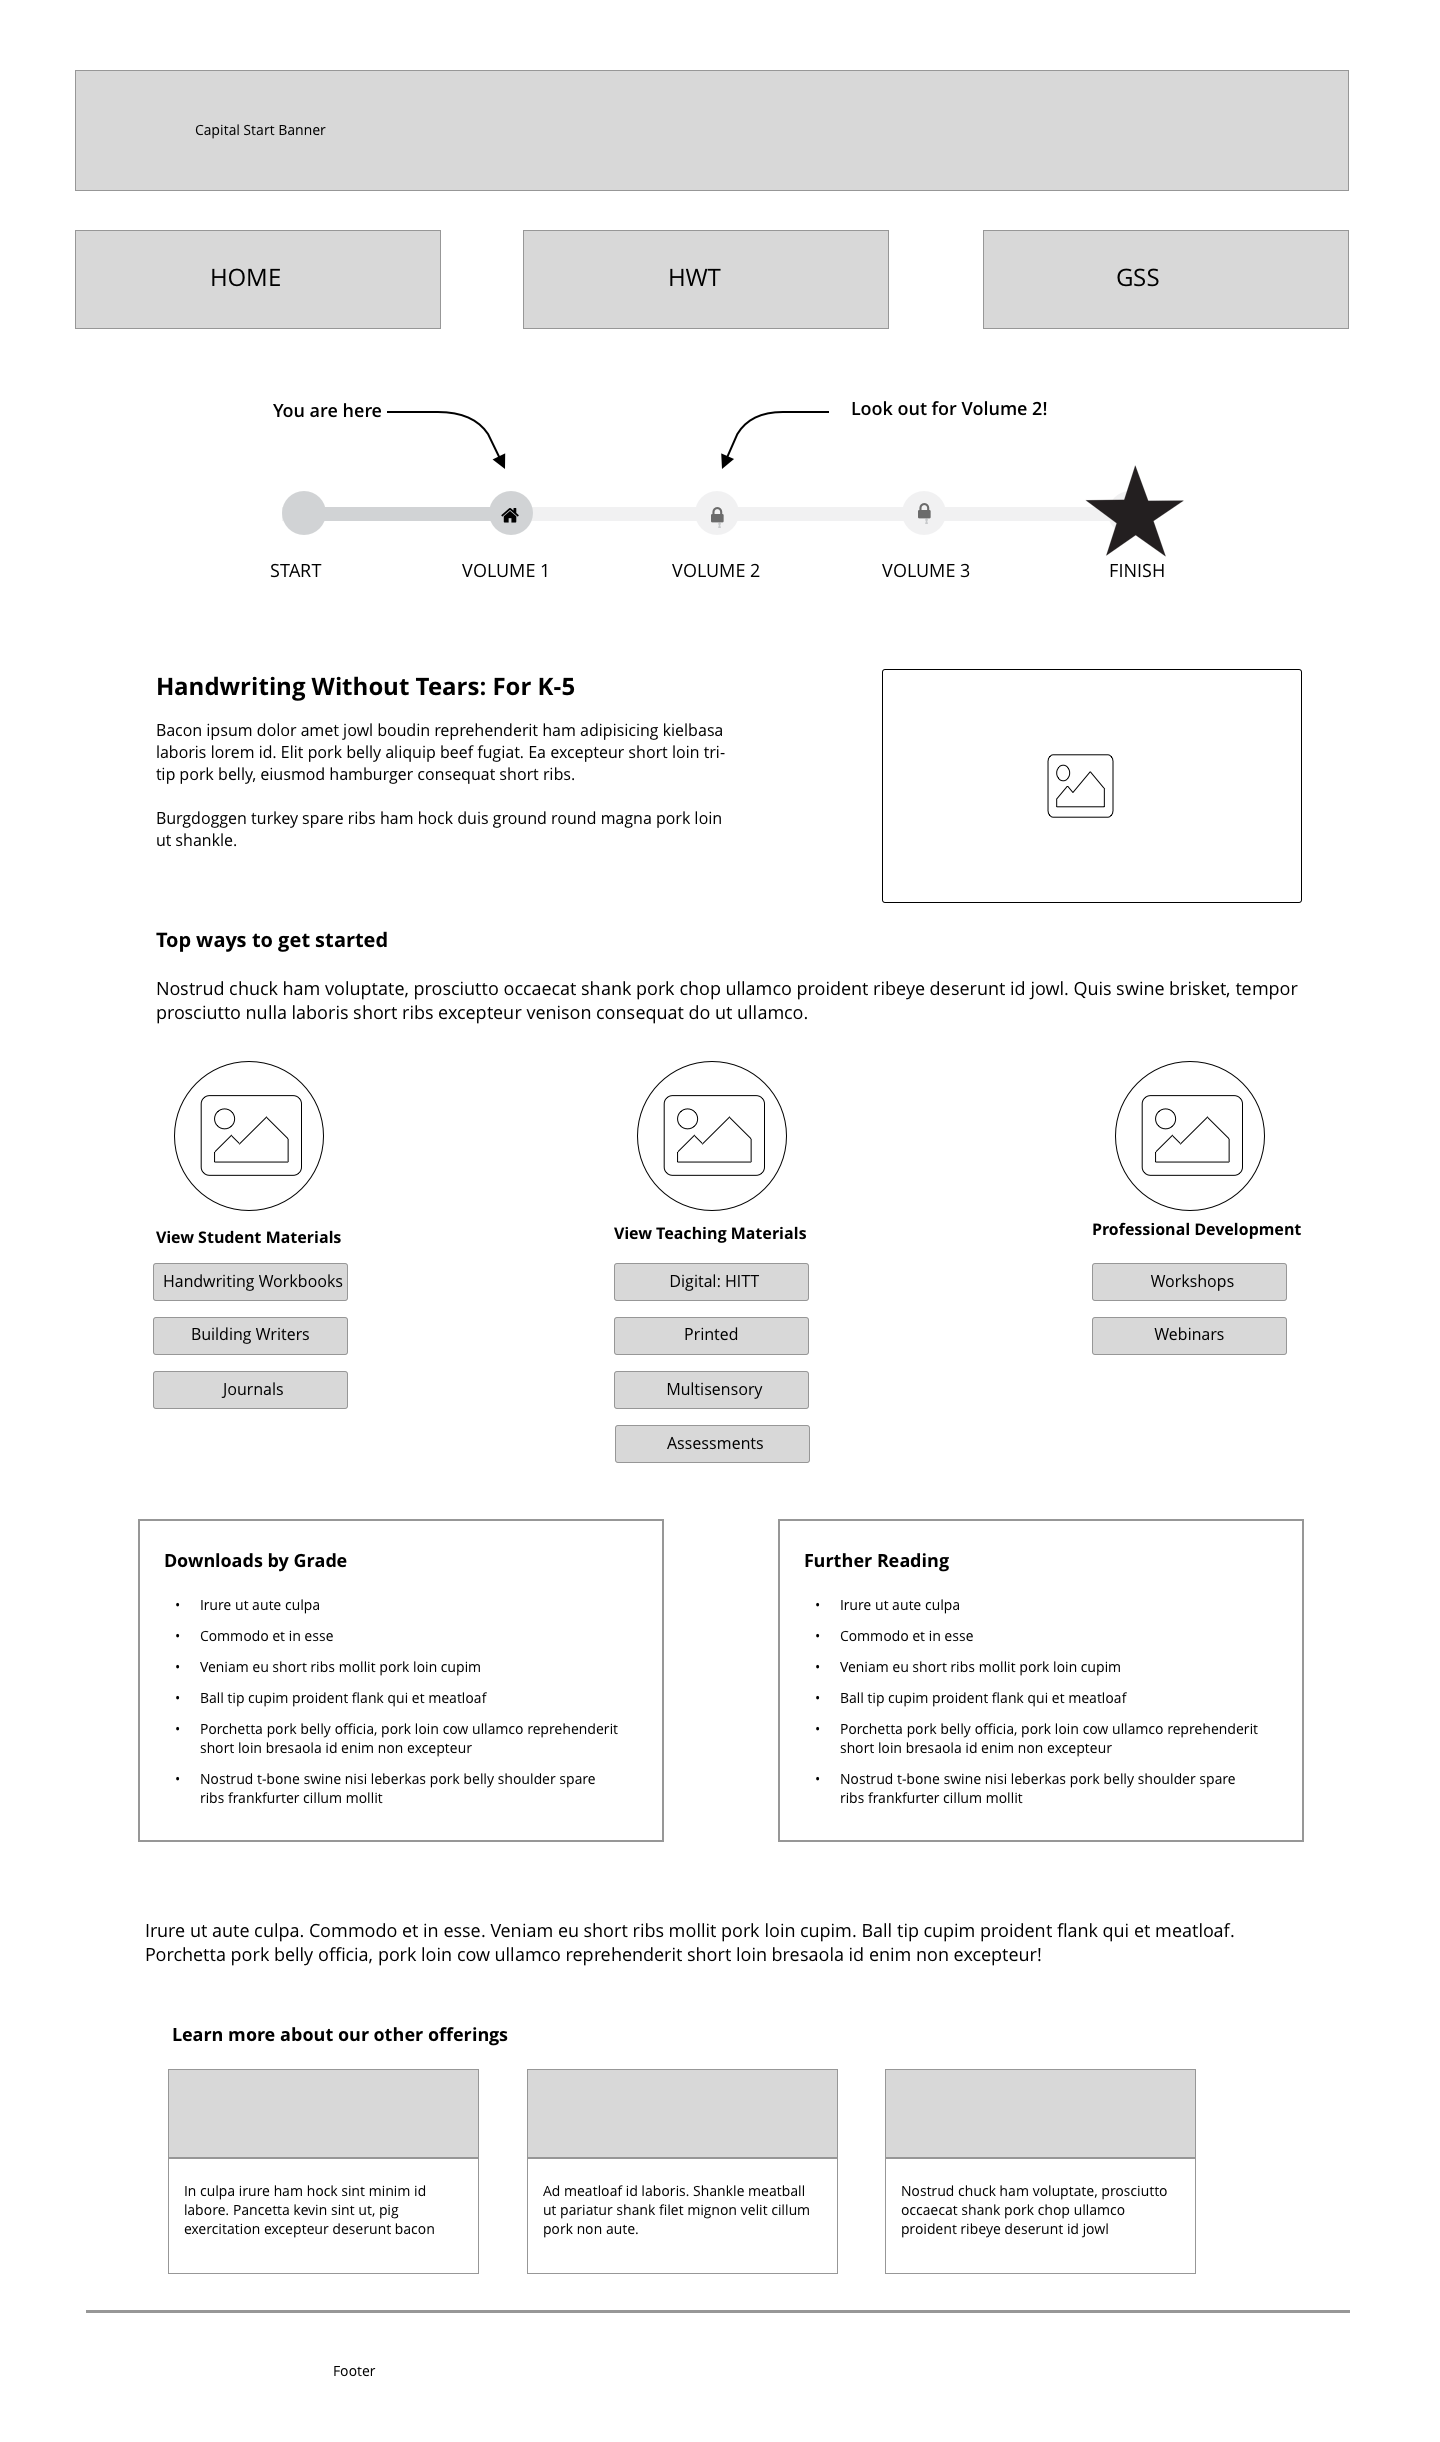 Capital Start Banner
HOME
HWT
GSS
You are here
Look out for Volume 2!
START
VOLUME 1
VOLUME 2
VOLUME 3
FINISH
Handwriting Without Tears: For K-5
Bacon ipsum dolor amet jowl boudin reprehenderit ham adipisicing kielbasa
laboris lorem id. Elit pork belly aliquip beef fugiat. Ea excepteur short loin tri-
tip pork belly, eiusmod hamburger consequat short ribs.
Burgdoggen turkey spare ribs ham hock duis ground round magna pork loin
ut shankle.
Top ways to get started
Nostrud chuck ham voluptate, prosciutto occaecat shank pork chop ullamco proident ribeye deserunt id jowl. Quis swine brisket, tempor
prosciutto nulla laboris short ribs excepteur venison consequat do ut ullamco.
View Student Materials
Handwriting Workbooks
Building Writers
Journals
View Teaching Materials
Digital: HITT
Printed
Multisensory
Assessments
Professional Development
Workshops
Webinars
Downloads by Grade
• Irure ut aute culpa
• Commodo et in esse
• Veniam eu short ribs mollit pork loin cupim
• Ball tip cupim proident flank qui et meatloaf
• Porchetta pork belly officia, pork loin cow ullamco reprehenderit
short loin bresaola id enim non excepteur
• Nostrud t-bone swine nisi leberkas pork belly shoulder spare
ribs frankfurter cillum mollit
Further Reading
• Irure ut aute culpa
• Commodo et in esse
• Veniam eu short ribs mollit pork loin cupim
• Ball tip cupim proident flank qui et meatloaf
• Porchetta pork belly officia, pork loin cow ullamco reprehenderit
short loin bresaola id enim non excepteur
• Nostrud t-bone swine nisi leberkas pork belly shoulder spare
ribs frankfurter cillum mollit
Irure ut aute culpa. Commodo et in esse. Veniam eu short ribs mollit pork loin cupim. Ball tip cupim proident flank qui et meatloaf.
Porchetta pork belly officia, pork loin cow ullamco reprehenderit short loin bresaola id enim non excepteur!
Learn more about our other offerings
In culpa irure ham hock sint minim id
labore. Pancetta kevin sint ut, pig
exercitation excepteur deserunt bacon
Ad meatloaf id laboris. Shankle meatball
ut pariatur shank filet mignon velit cillum
pork non aute.
Nostrud chuck ham voluptate, prosciutto
occaecat shank pork chop ullamco
proident ribeye deserunt id jowl
Footer